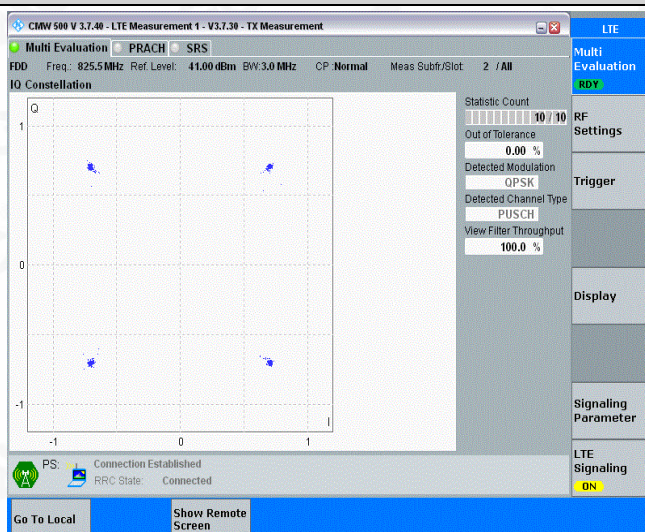 CMW 500 V 3.7.40 - LTE Measurement 1 - V3.7.30 - TX Measurement
LTE
Multi Evaluation PRACH SRS
Multi
Evaluation
RDY
FDD Freq.: 825.5 MHz Ref. Level: 41.00 dBm BW:3.0 MHz CP :Normal Meas Subfr./Slot: 2 / All
IQ Constellation
Q
1
0
-1
-1 0 1
I
Statistic Count
10 / 10
Out of Tolerance
0.00 %
Detected Modulation
QPSK
Detected Channel Type
PUSCH
View Filter Throughput
100.0 %
RF
Settings
Trigger
Display
Signaling
Parameter
LTE
Signaling
ON
PS: Connection Established
RRC State: Connected
Go To Local
Show Remote
Screen